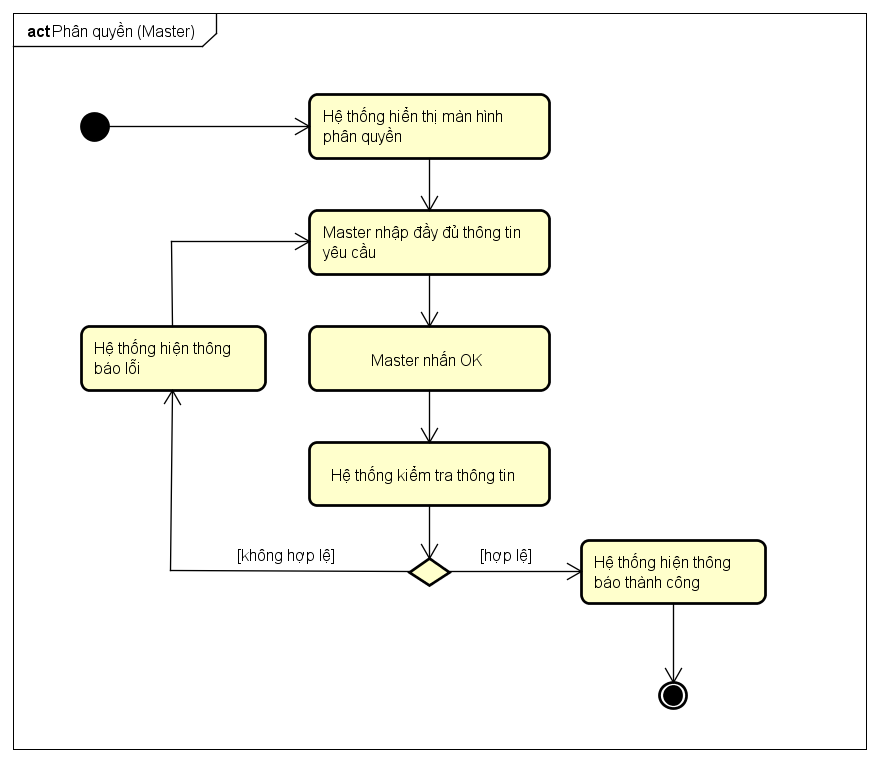 act Phân quyền (Master)
Hệ thống hiển thị màn hình
phân quyền
Master nhập đầy đủ thông tin
yêu cầu
Hệ thống hiện thông
báo lỗi
Master nhấn OK
Hệ thống kiểm tra thông tin
[không hợp lệ]
[hợp lệ]
Hệ thống hiện thông
báo thành công